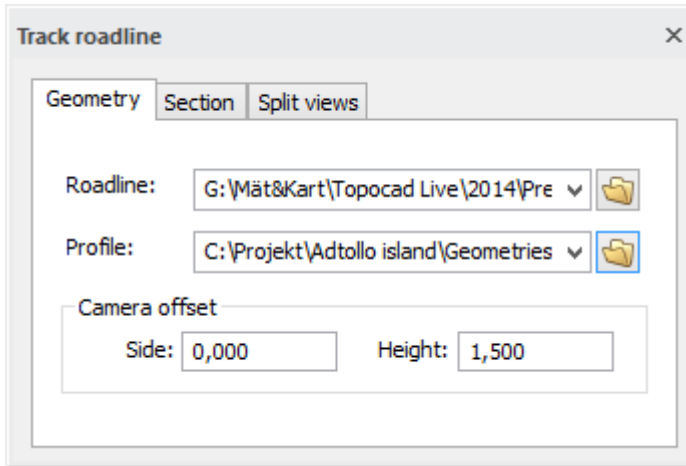 Track roadline
Geometry Section Split views
Roadline: G:\Mät&Kart\Topocad Live\2014\Pre
Profile: C:\Projekt\Adtollo island\Geometries
Camera offset
Side: 0,000 Height: 1,500